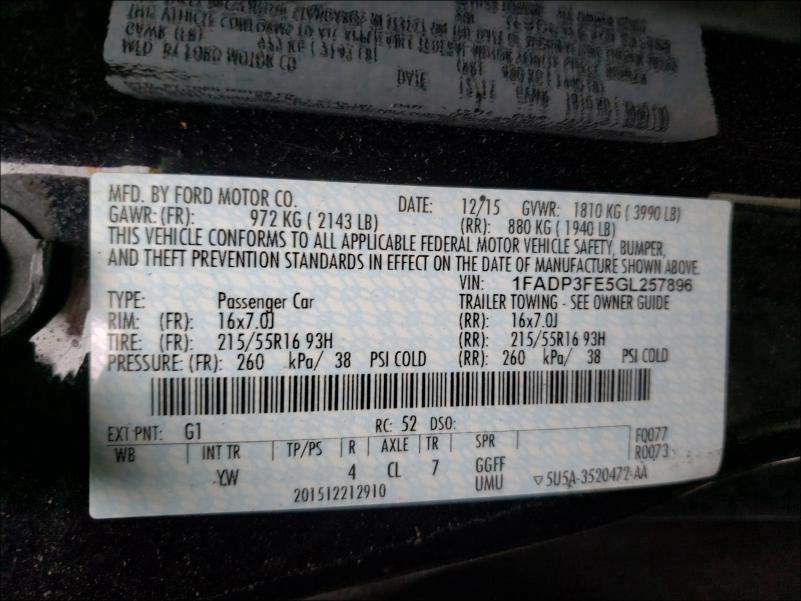 MFD. BY FORD MOTOR CO. DATE: 12/15 GVWR: 1810 KG ( 3990 LB)
GAWR: (FR): 972 KG ( 2143 LB) (RR): 880 KG ( 1940 LB)
THIS VEHICLE CONFORMS TO ALL APPLICABLE FEDERAL MOTOR VEHICLE SAFETY, BUMPER,
AND THEFT PREVENTION STANDARDS IN EFFECT ON THE DATE OF MANUFACTURE SHOWN ABOVE.
VIN: 1FADP3FE5GL257896
TYPE: Passenger Car TRAILER TOWING - SEE OWNER GUIDE
RIM: (FR): 16x7.0J (RR): 16x7.0J
TIRE: (FR): 215/55R16 93H (RR): 215/55R16 93H
PRESSURE: (FR): 260 kPa/ 38 PSI COLD (RR): 260 kPa/ 38 PSI COLD
EXT PNT: G1 RC: 52 DSO: FQ077
WB INT TR TP/PS R AXLE TR SPR R0073
YW 4 CL 7 GGFF
UMU ▽5U5A-3520472-AA
201512212910